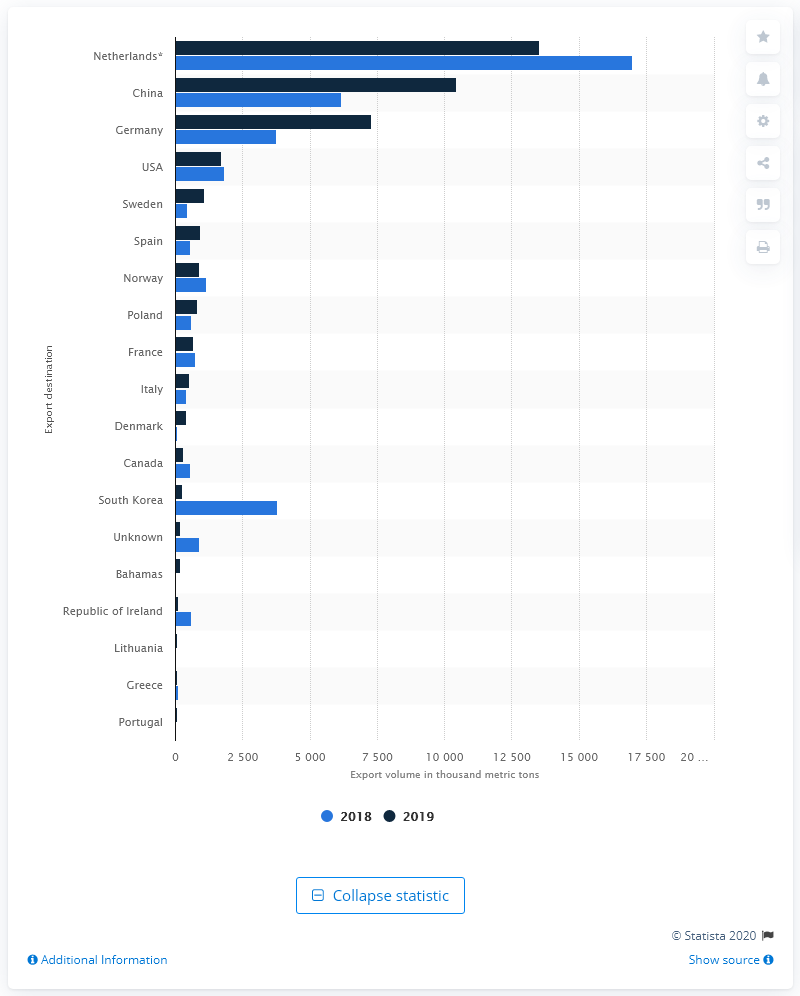 Netherlands*
China
Germany
USA
Sweden
Spain
Norway
Poland
France
Italy
Denmark
Canada
South Korea
Unknown
Bahamas
Republic of Ireland
Lithuania
Greece
Portugal
Export destination
0 2 500 5 000 7 500 10 000 12 500 15 000 17 500 20 ...
Export volume in thousand metric tons
2018 2019
Collapse statistic
© Statista 2020
Additional Information Show source